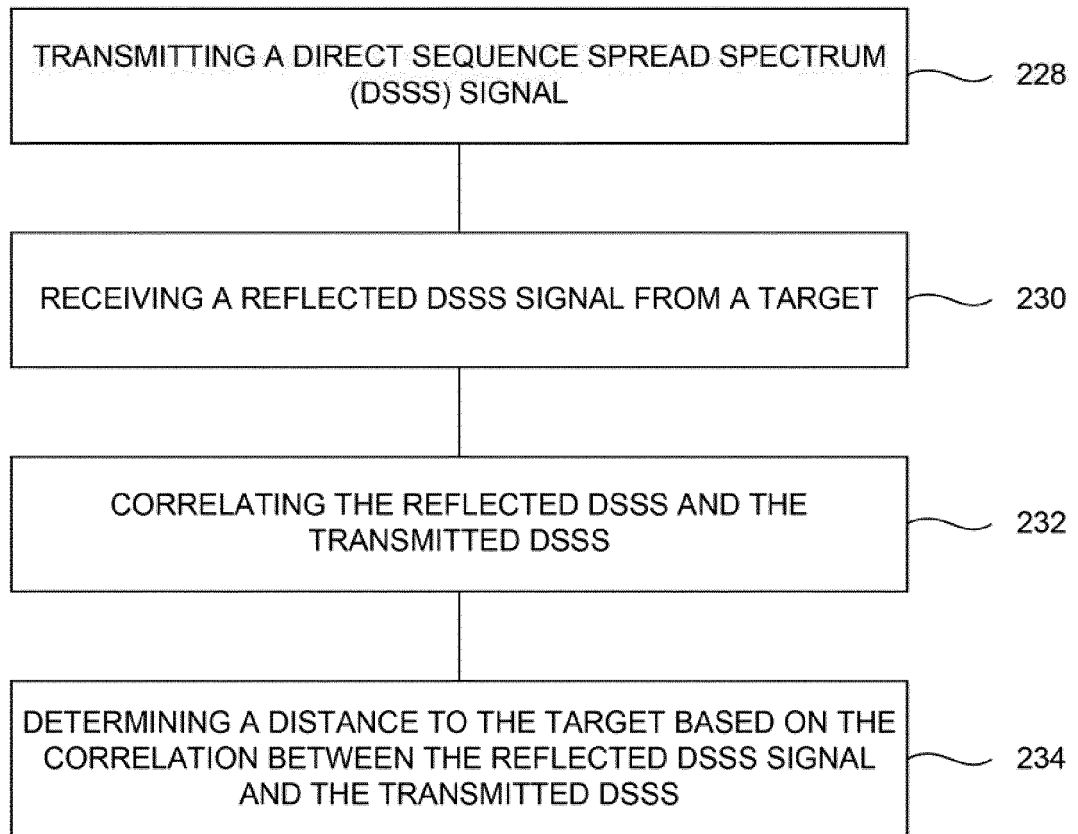 TRANSMITTING A DIRECT SEQUENCE SPREAD SPECTRUM
(DSSS) SIGNAL
228
RECEIVING A REFLECTED DSSS SIGNAL FROM A TARGET
230
CORRELATING THE REFLECTED DSSS AND THE
TRANSMITTED DSSS
232
DETERMINING A DISTANCE TO THE TARGET BASED ON THE
CORRELATION BETWEEN THE REFLECTED DSSS SIGNAL
AND THE TRANSMITTED DSSS
234